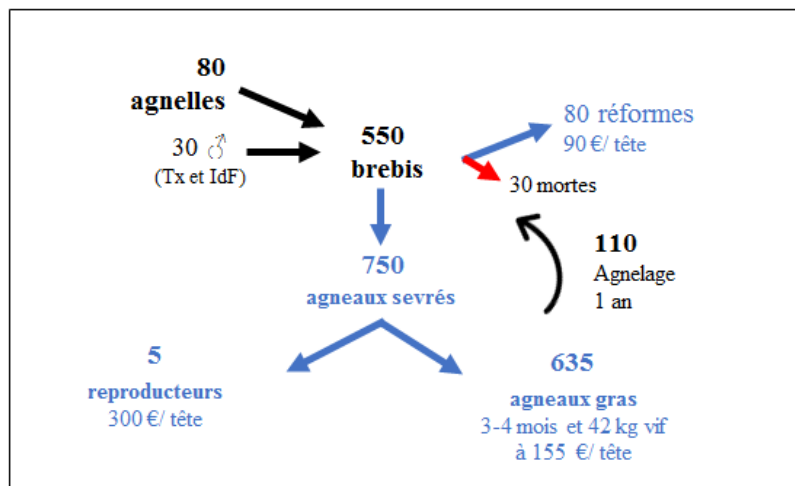 80
agnelles
30 ♂
(Tx et IdF)
550
brebis
80 réformes
90 €/ tête
30 mortes
110
Agnelage
1 an
750
agneaux sevrés
5
reproducteurs
300 €/ tête
635
agneaux gras
3-4 mois et 42 kg vif
à 155 €/ tête